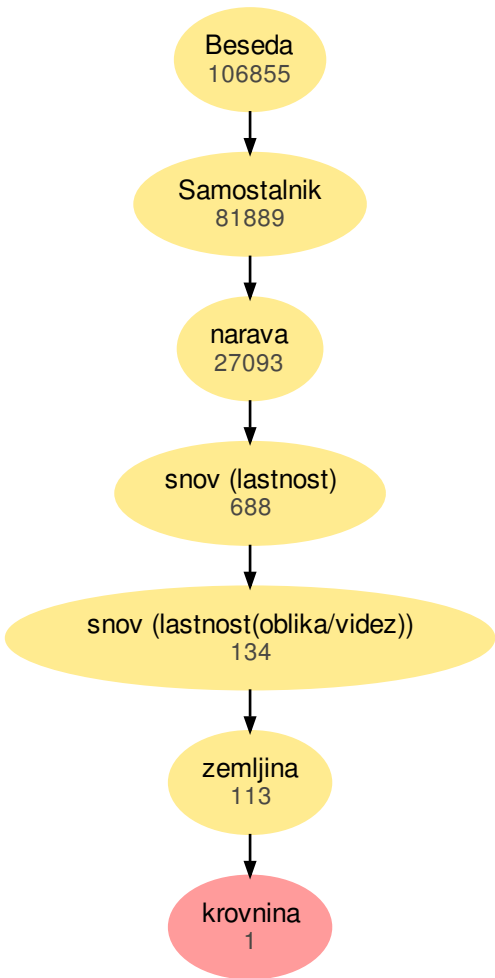 Beseda
106855
Samostalnik
81889
narava
27093
snov (lastnost)
688
snov (lastnost(oblika/videz))
134
zemljina
113
krovnina
1